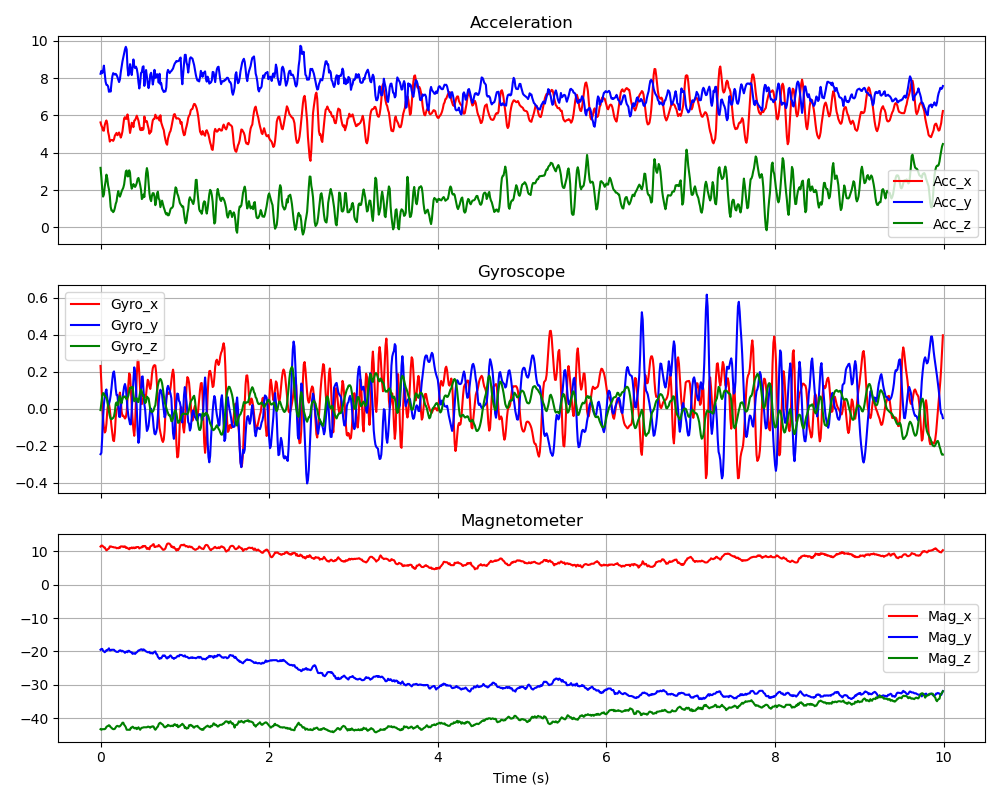 Acceleration
10
8
6
4
2
0
Acc_x
Acc_y
Acc_z
Gyroscope
0.6
0.4
0.2
0.0
−0.2
−0.4
Gyro_x
Gyro_y
Gyro_z
Magnetometer
10
0
−10
−20
−30
−40
Mag_x
Mag_y
Mag_z
0 2 4 6 8 10
Time (s)